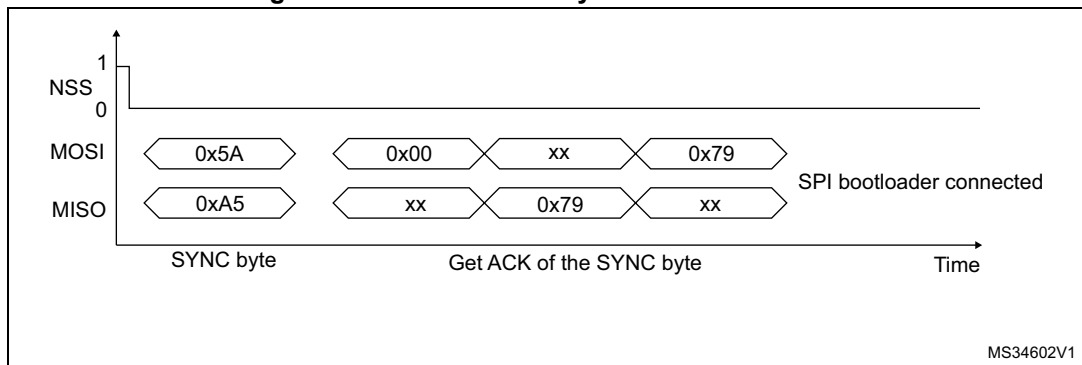 1
NSS
0
MOSI 0x5A 0x00 xx 0x79
SPI bootloader connected
MISO 0xA5 xx 0x79 xx
SYNC byte Get ACK of the SYNC byte Time
MS34602V1